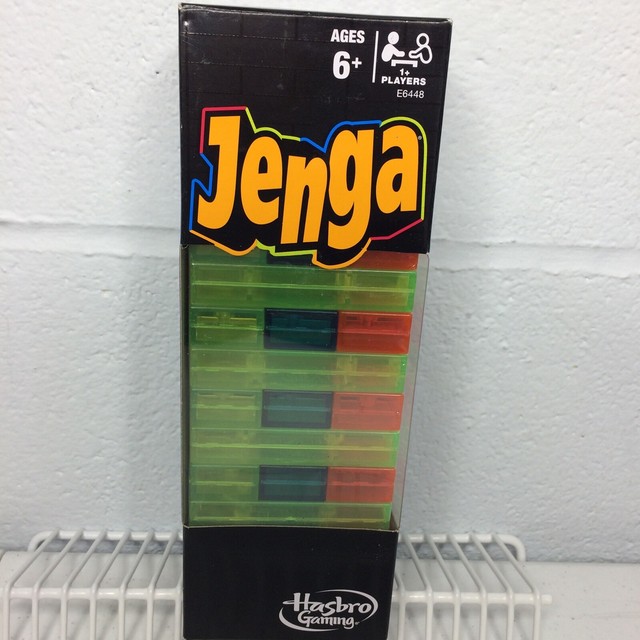 AGES
6+
1+
PLAYERS
E6448
Jenga
Hasbro
Gaming